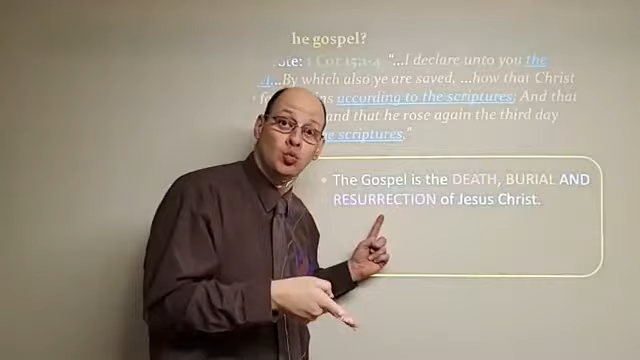 he gospel?
ote: 1 Cor 15:1-4 "...I declare unto you the
...By which also ye are saved, ...how that Christ
ins according to the scriptures; And that
and that he rose again the third day
he scriptures,"
• The Gospel is the DEATH, BURIAL AND
RESURRECTION of Jesus Christ.